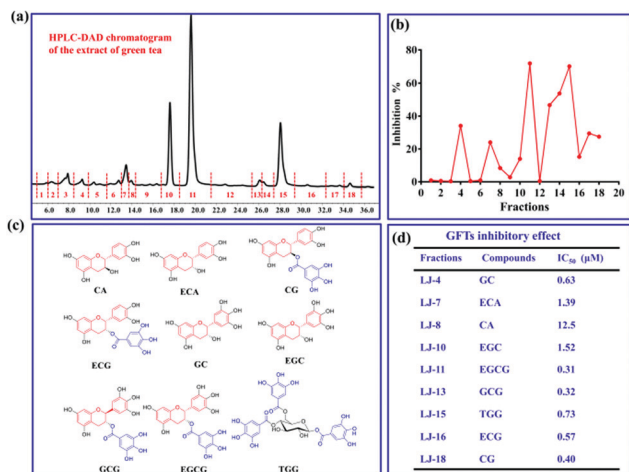 (a)
HPLC-DAD chromatogram
of the extract of green tea
1 2 3 4 5 6 7 8 9 10 11 12 13 14 15 16 17 18
6.0 8.0 10.0 12.0 14.0 16.0 18.0 20.0 22.0 24.0 26.0 28.0 30.0 32.0 34.0 36.0
(b)
Inhibition %
100
80
60
40
20
0
0 2 4 6 8 10 12 14 16 18 20
Fractions
(c)
CA
ECA
CG
ECG
GC
EGC
GCG
EGCG
TGG
(d)
GFTs inhibitory effect
Fractions Compounds IC50 (μM)
LJ-4 GC 0.63
LJ-7 ECA 1.39
LJ-8 CA 12.5
LJ-10 EGC 1.52
LJ-11 EGCG 0.31
LJ-13 GCG 0.32
LJ-15 TGG 0.73
LJ-16 ECG 0.57
LJ-18 CG 0.40